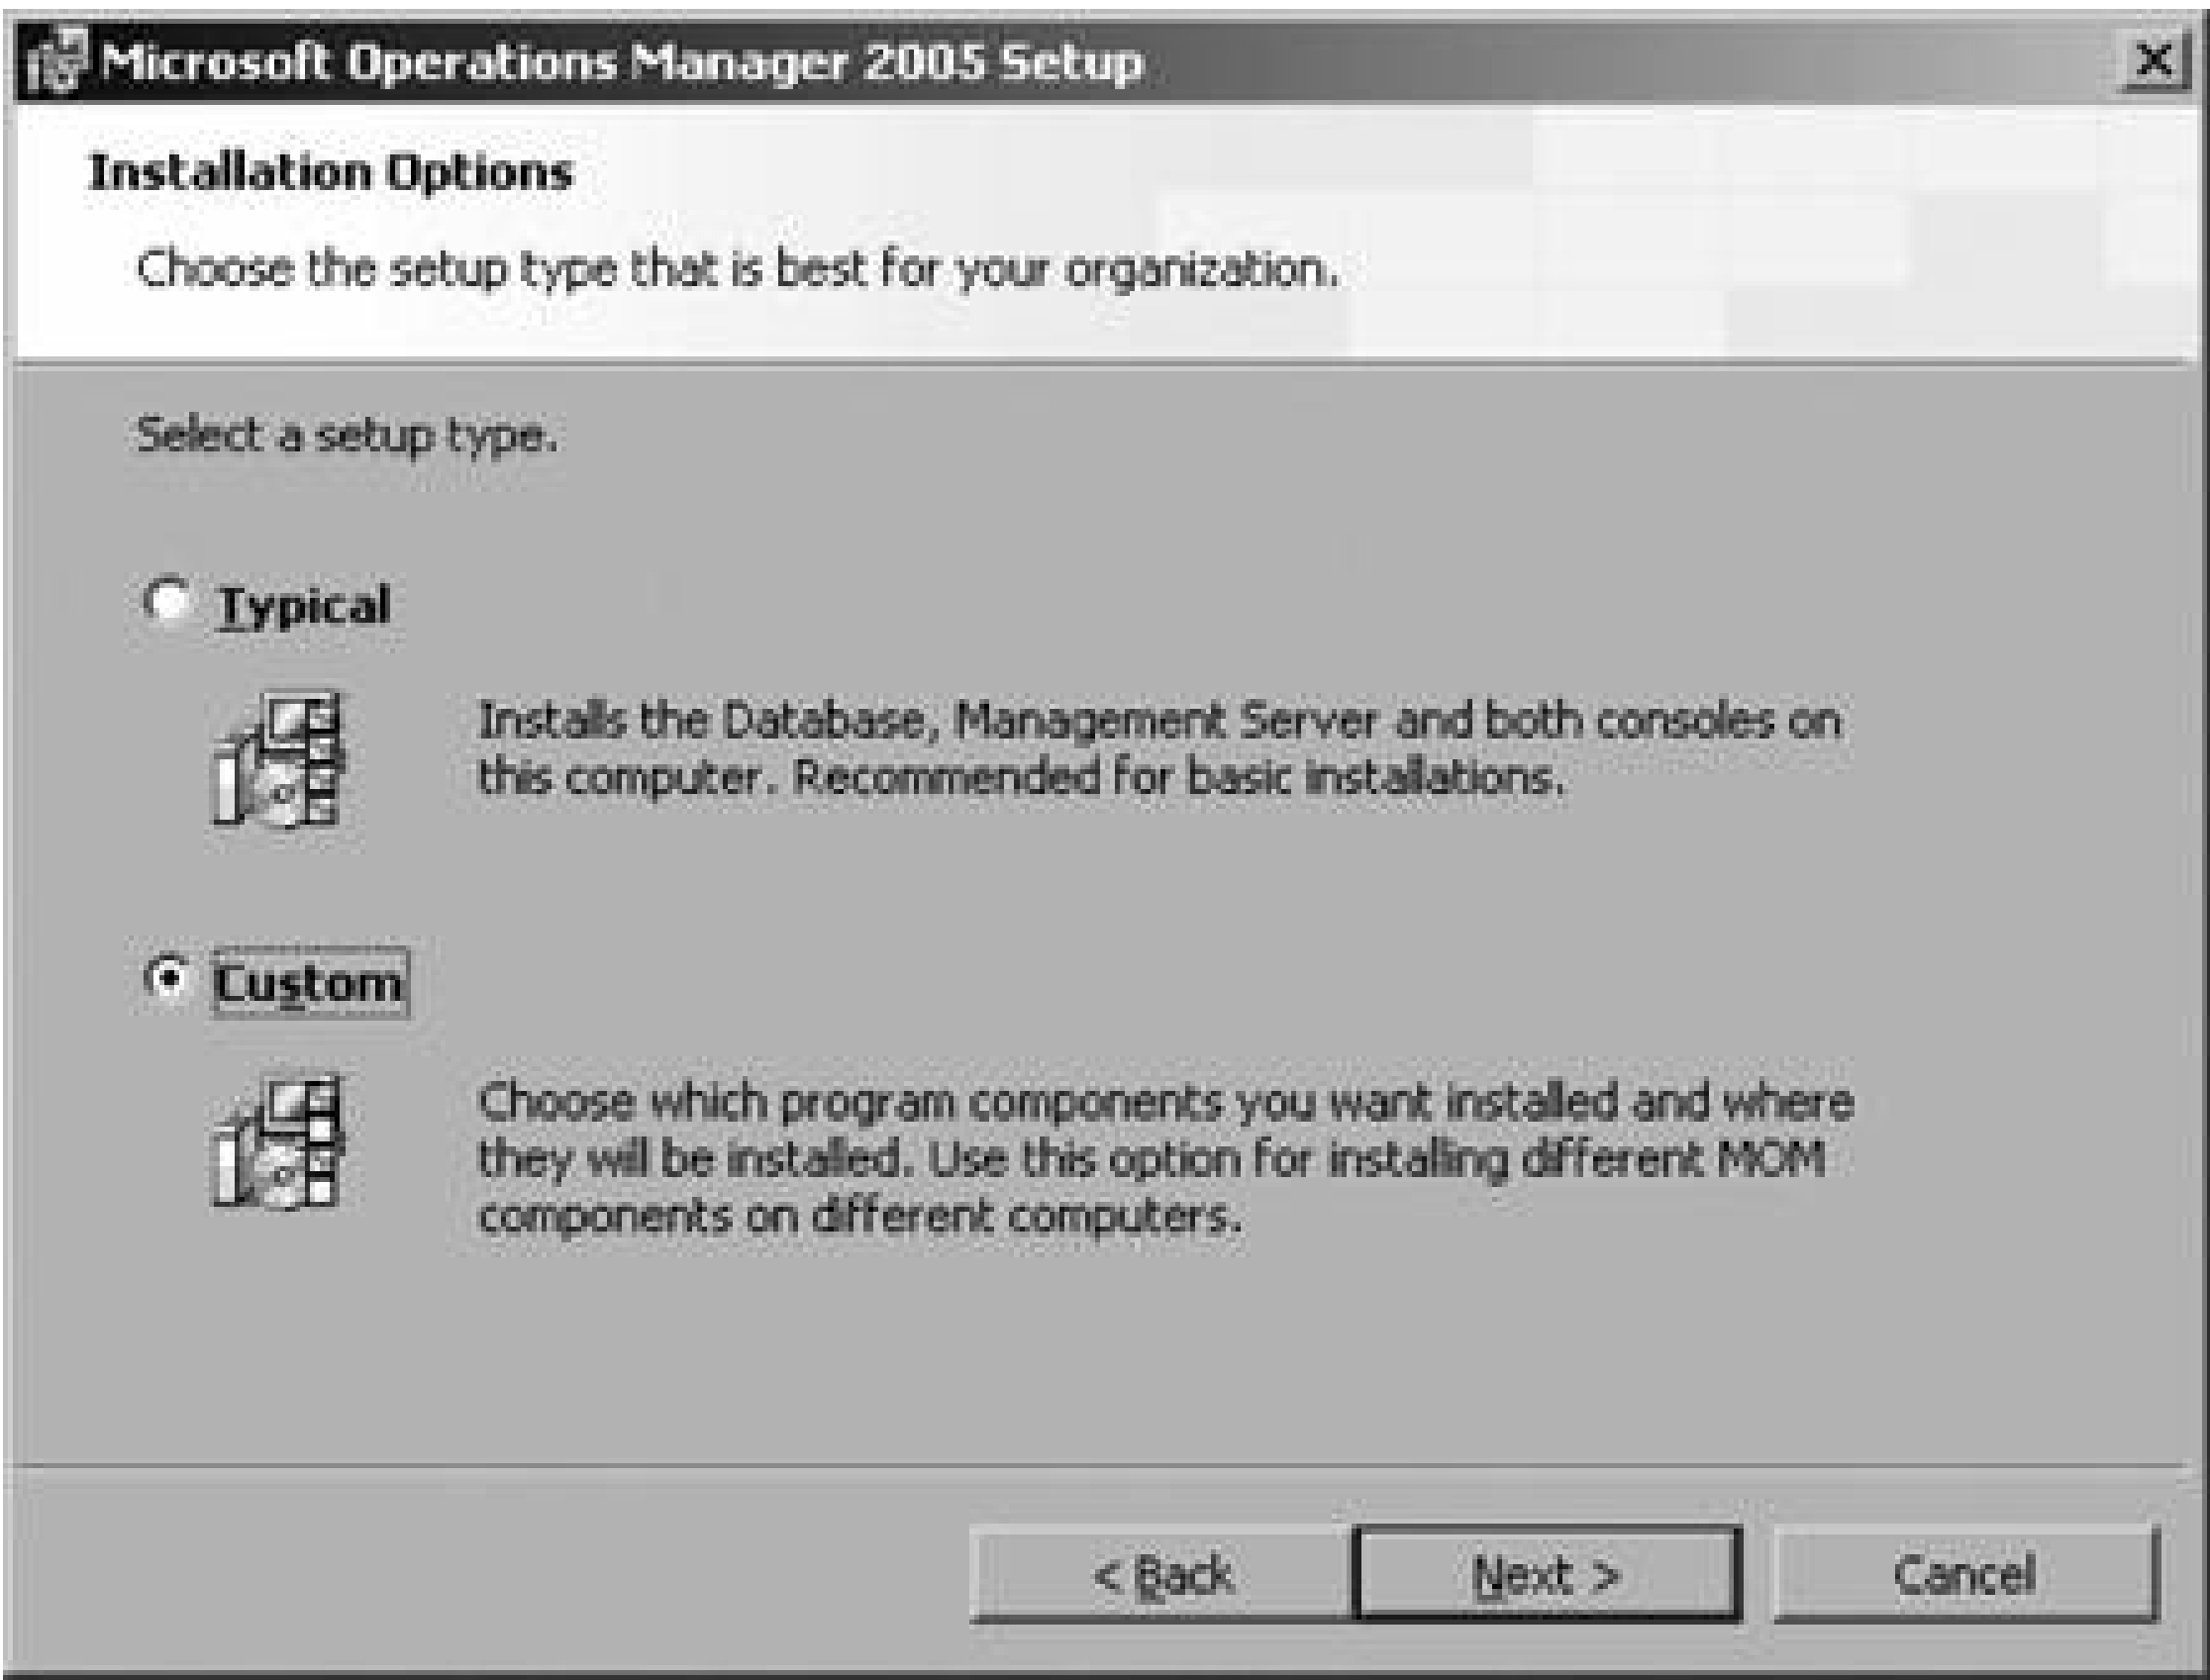 Microsoft Operations Manager 2005 Setup
Installation Options
Choose the setup type that is best for your organization.
Select a setup type.
Typical
Installs the Database, Management Server and both consoles on
this computer. Recommended for basic installations.
Custom
Choose which program components you want installed and where
they will be installed. Use this option for installing different MOM
components on different computers.
< Back
Next >
Cancel